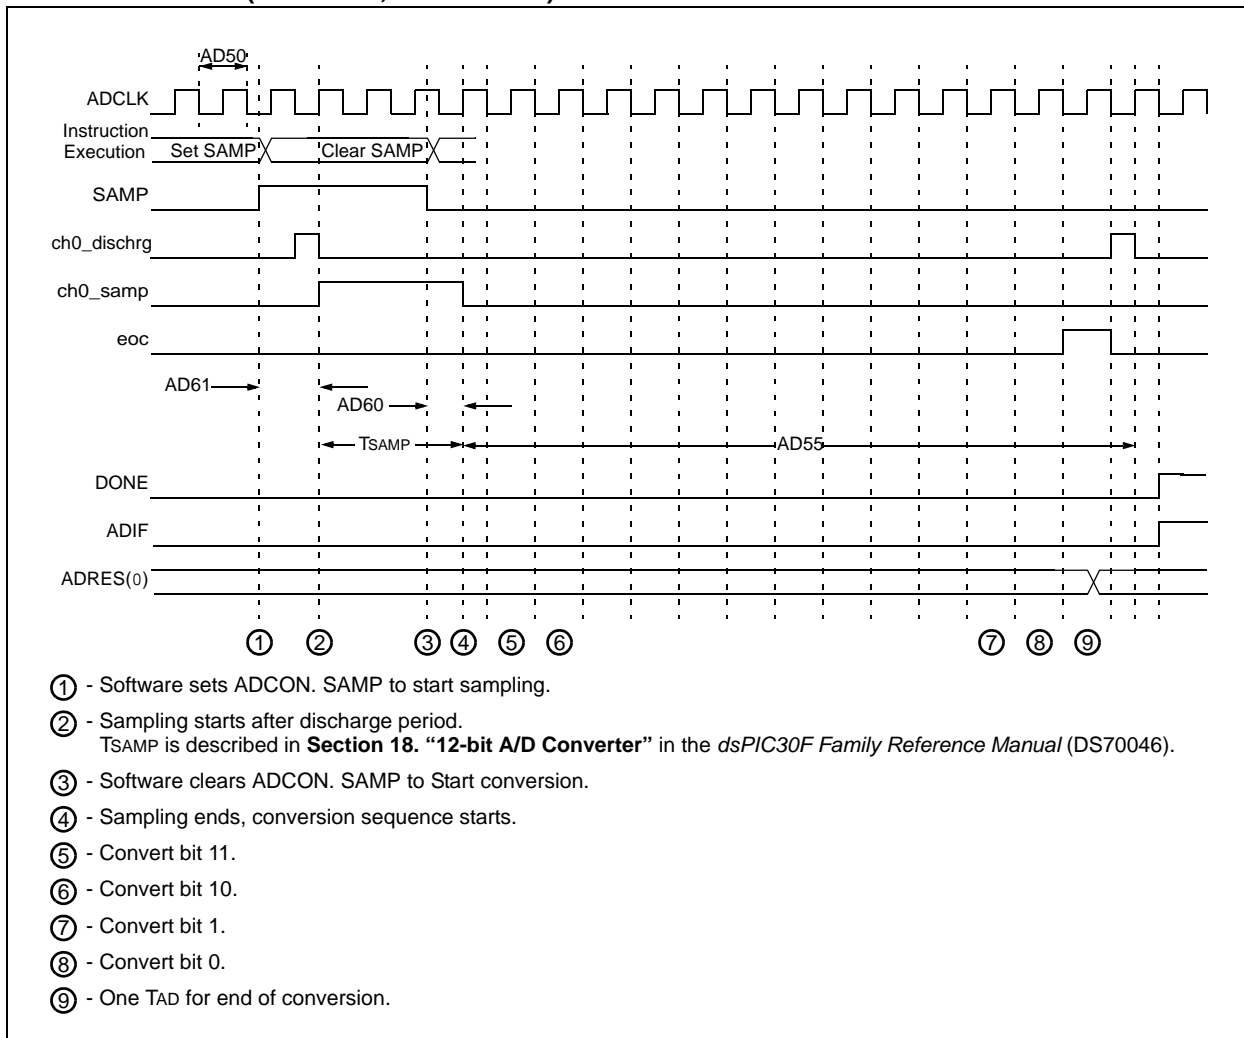 AD50
ADCLK
Instruction
Execution Set SAMP Clear SAMP
SAMP
ch0_dischrg
ch0_samp
eoc
AD61
AD60
TSAMP AD55
DONE
ADIF
ADRES(0)
1 2 3 4 5 6 7 8 9
1 - Software sets ADCON. SAMP to start sampling.
2 - Sampling starts after discharge period.
TSAMP is described in Section 18. “12-bit A/D Converter” in the dsPIC30F Family Reference Manual (DS70046).
3 - Software clears ADCON. SAMP to Start conversion.
4 - Sampling ends, conversion sequence starts.
5 - Convert bit 11.
6 - Convert bit 10.
7 - Convert bit 1.
8 - Convert bit 0.
9 - One TAD for end of conversion.